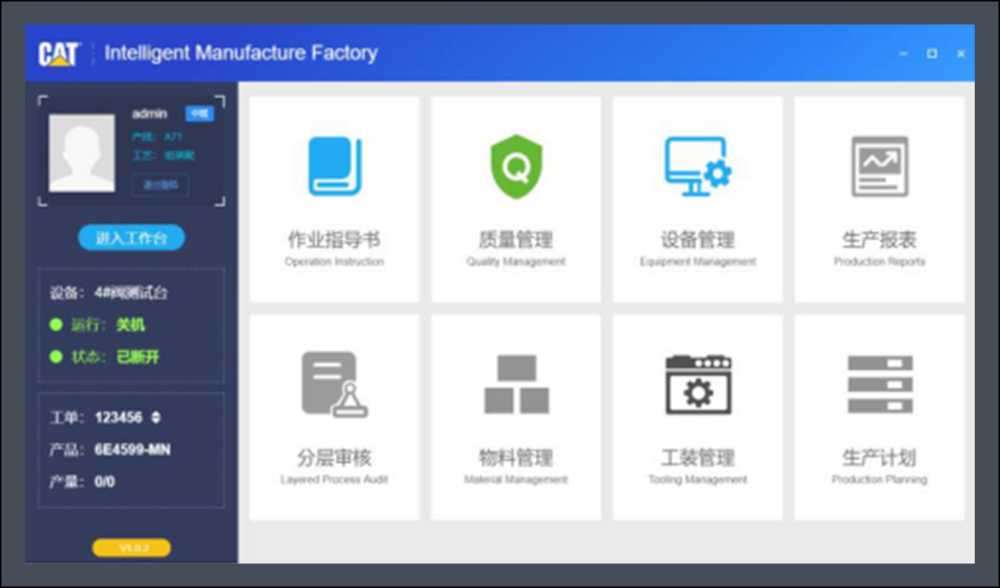 CAT
Intelligent Manufacture Factory
admin
产线： A71
工艺： 组装配
退出登陆
进入工作台
设备： 4#阀测试台
运行： 关机
状态： 已断开
工单： 123456
产品： 6E4599-MN
产量： 0/0
V1.0.2
作业指导书
Operation Instruction
质量管理
Quality Management
设备管理
Equipment Management
生产报表
Production Reports
分层审核
Layered Process Audit
物料管理
Material Management
工装管理
Tooling Management
生产计划
Production Planning